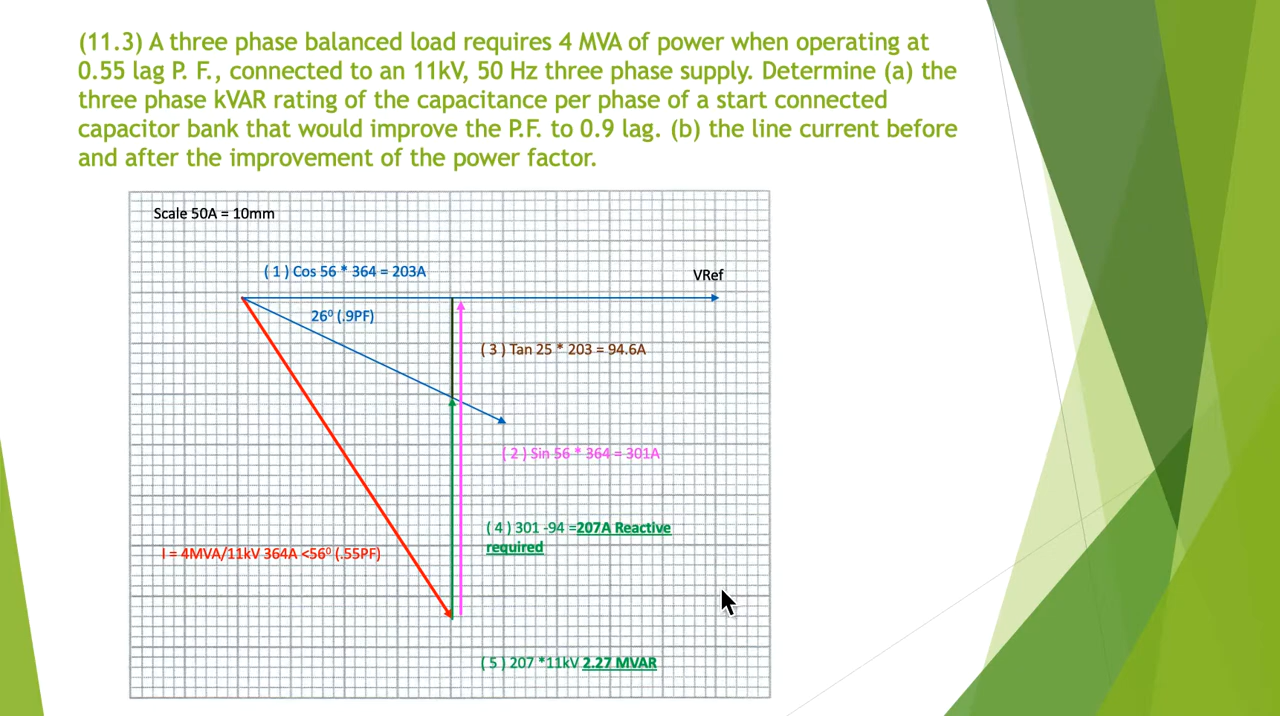 (11.3) A three phase balanced load requires 4 MVA of power when operating at
0.55 lag P. F., connected to an 11kV, 50 Hz three phase supply. Determine (a) the
three phase kVAR rating of the capacitance per phase of a start connected
capacitor bank that would improve the P.F. to 0.9 lag. (b) the line current before
and after the improvement of the power factor.
Scale 50A = 10mm
( 1 ) Cos 56 * 364 = 203A
VRef
26⁰ (.9PF)
( 3 ) Tan 25 * 203 = 94.6A
( 2 ) Sin 56 * 364 = 301A
( 4 ) 301 -94 =207A Reactive
required
I = 4MVA/11kV 364A <56⁰ (.55PF)
( 5 ) 207 *11kV 2.27 MVAR